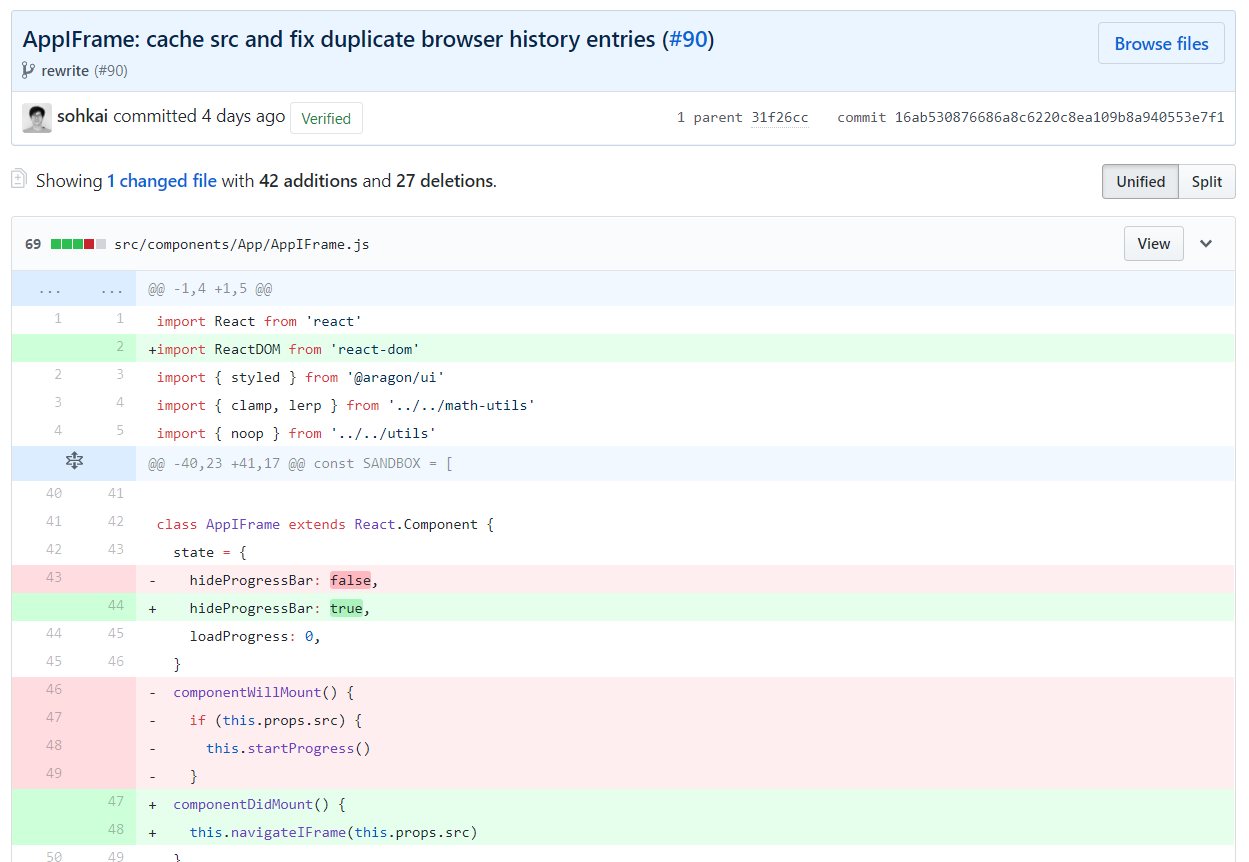 AppIFrame: cache src and fix duplicate browser history entries (#90)
Browse files
rewrite (#90)
sohkai committed 4 days ago Verified
1 parent 31f26cc commit 16ab530876686a8c6220c8ea109b8a940553e7f1
Showing 1 changed file with 42 additions and 27 deletions.
Unified Split
69 src/components/App/AppIFrame.js View
... ... @@ -1,4 +1,5 @@
1 1 import React from 'react'
2 +import ReactDOM from 'react-dom'
2 3 import { styled } from '@aragon/ui'
3 4 import { clamp, lerp } from '../../math-utils'
4 5 import { noop } from '../../utils'
@@ -40,23 +41,17 @@ const SANDBOX = [
40 41
41 42 class AppIFrame extends React.Component {
42 43 state = {
43 - hideProgressBar: false,
44 + hideProgressBar: true,
44 45 loadProgress: 0,
45 46 }
46 - componentWillMount() {
47 - if (this.props.src) {
48 - this.startProgress()
49 - }
47 + componentDidMount() {
48 + this.navigateIFrame(this.props.src)
50 49 }